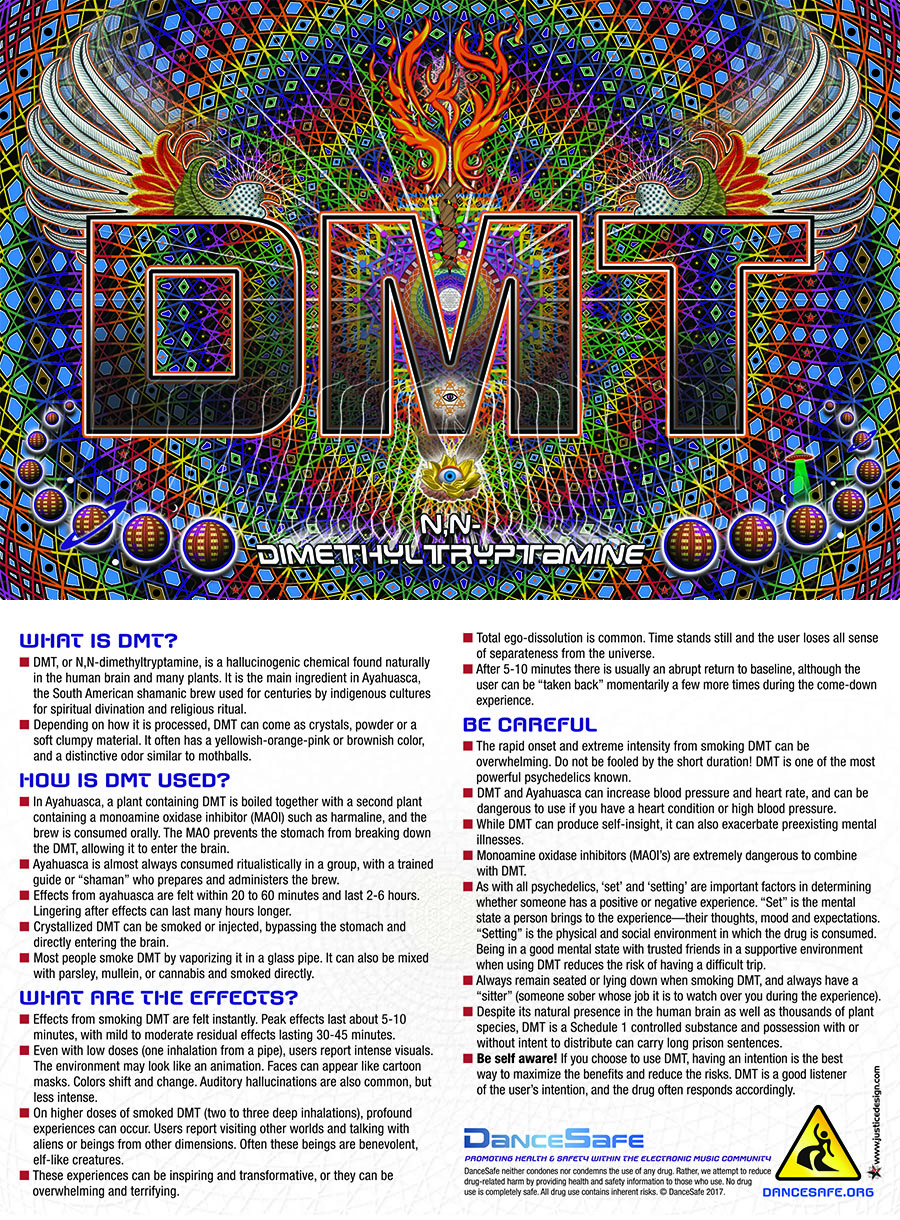 DMT
N,N-
DIMETHYLTRYPTAMINE
WHAT IS DMT?
DMT, or N,N-dimethyltryptamine, is a hallucinogenic chemical found naturally
in the human brain and many plants. It is the main ingredient in Ayahuasca,
the South American shamanic brew used for centuries by indigenous cultures
for spiritual divination and religious ritual.
Depending on how it is processed, DMT can come as crystals, powder or a
soft clumpy material. It often has a yellowish-orange-pink or brownish color,
and a distinctive odor similar to mothballs.
HOW IS DMT USED?
In Ayahuasca, a plant containing DMT is boiled together with a second plant
containing a monoamine oxidase inhibitor (MAOI) such as harmaline, and the
brew is consumed orally. The MAO prevents the stomach from breaking down
the DMT, allowing it to enter the brain.
Ayahuasca is almost always consumed ritualistically in a group, with a trained
guide or “shaman” who prepares and administers the brew.
Effects from ayahuasca are felt within 20 to 60 minutes and last 2-6 hours.
Lingering after effects can last many hours longer.
Crystallized DMT can be smoked or injected, bypassing the stomach and
directly entering the brain.
Most people smoke DMT by vaporizing it in a glass pipe. It can also be mixed
with parsley, mullein, or cannabis and smoked directly.
WHAT ARE THE EFFECTS?
Effects from smoking DMT are felt instantly. Peak effects last about 5-10
minutes, with mild to moderate residual effects lasting 30-45 minutes.
Even with low doses (one inhalation from a pipe), users report intense visuals.
The environment may look like an animation. Faces can appear like cartoon
masks. Colors shift and change. Auditory hallucinations are also common, but
less intense.
On higher doses of smoked DMT (two to three deep inhalations), profound
experiences can occur. Users report visiting other worlds and talking with
aliens or beings from other dimensions. Often these beings are benevolent,
elf-like creatures.
These experiences can be inspiring and transformative, or they can be
overwhelming and terrifying.
Total ego-dissolution is common. Time stands still and the user loses all sense
of separateness from the universe.
After 5-10 minutes there is usually an abrupt return to baseline, although the
user can be “taken back” momentarily a few more times during the come-down
experience.
BE CAREFUL
The rapid onset and extreme intensity from smoking DMT can be
overwhelming. Do not be fooled by the short duration! DMT is one of the most
powerful psychedelics known.
DMT and Ayahuasca can increase blood pressure and heart rate, and can be
dangerous to use if you have a heart condition or high blood pressure.
While DMT can produce self-insight, it can also exacerbate preexisting mental
illnesses.
Monoamine oxidase inhibitors (MAOI’s) are extremely dangerous to combine
with DMT.
As with all psychedelics, ‘set’ and ‘setting’ are important factors in determining
whether someone has a positive or negative experience. “Set” is the mental
state a person brings to the experience—their thoughts, mood and expectations.
“Setting” is the physical and social environment in which the drug is consumed.
Being in a good mental state with trusted friends in a supportive environment
when using DMT reduces the risk of having a difficult trip.
Always remain seated or lying down when smoking DMT, and always have a
“sitter” (someone sober whose job it is to watch over you during the experience).
Despite its natural presence in the human brain as well as thousands of plant
species, DMT is a Schedule 1 controlled substance and possession with or
without intent to distribute can carry long prison sentences.
Be self aware! If you choose to use DMT, having an intention is the best
way to maximize the benefits and reduce the risks. DMT is a good listener
of the user’s intention, and the drug often responds accordingly.
DANCESAFE
PROMOTING HEALTH & SAFETY WITHIN THE ELECTRONIC MUSIC COMMUNITY
DanceSafe neither condones nor condemns the use of any drug. Rather, we attempt to reduce
drug-related harm by providing health and safety information to those who use. No drug
use is completely safe. All drug use contains inherent risks. © DanceSafe 2017.
DANCESAFE.ORG
www.justicedesign.com